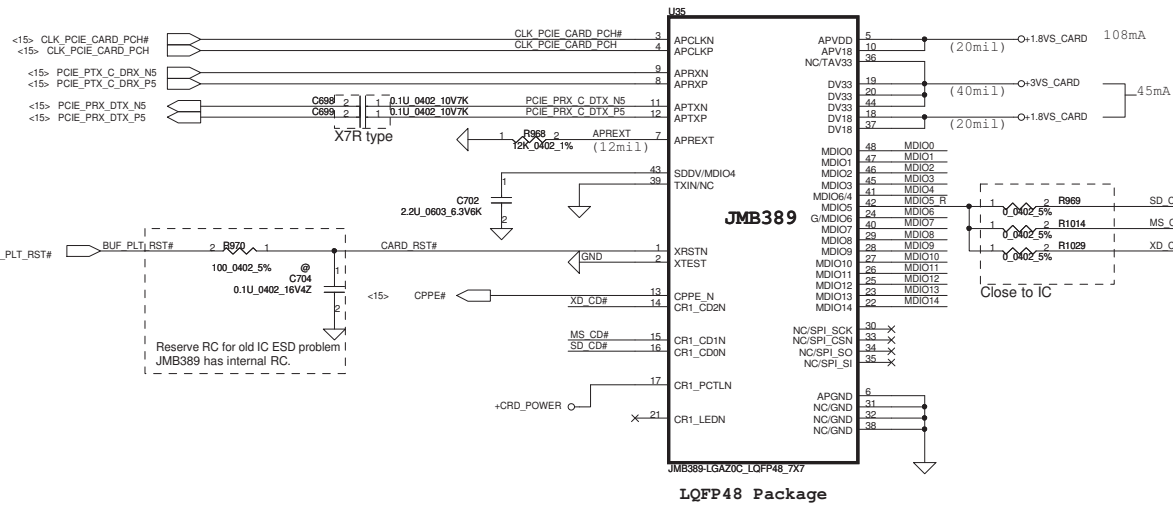 U35
<15> CLK_PCIE_CARD_PCH#
<15> CLK_PCIE_CARD_PCH
CLK_PCIE_CARD_PCH#
CLK_PCIE_CARD_PCH
3 APCLKN
4 APCLKP
<15> PCIE_PTX_C_DRX_N5
<15> PCIE_PTX_C_DRX_P5
9 APRXN
8 APRXP
<15> PCIE_PRX_DTX_N5
<15> PCIE_PRX_DTX_P5
C698 2 1 0.1U_0402_10V7K
C699 2 1 0.1U_0402_10V7K
X7R type
PCIE_PRX_C_DTX_N5
PCIE_PRX_C_DTX_P5
11 APTXN
12 APTXP
1 R968 2
12K_0402_1%
APREXT
(12mil)
7 APREXT
43 SDDV/MDIO4
39 TXIN/NC
C702
2.2U_0603_6.3V6K
1
2
_PLT_RST#
BUF_PLT_RST#
2 R970 1
100_0402_5%
@
C704
0.1U_0402_16V4Z
1
2
Reserve RC for old IC ESD problem
JMB389 has internal RC.
CARD_RST#
GND
1 XRSTN
2 XTEST
<15> CPPE#
XD_CD#
13 CPPE_N
14 CR1_CD2N
MS_CD#
SD_CD#
15 CR1_CD1N
16 CR1_CD0N
+CRD_POWER
17 CR1_PCTLN
21 CR1_LEDN
JMB389
APVDD 5
APV18 10
NC/TAV33 36
+1.8VS_CARD
(20mil)
108mA
DV33 19
DV33 20
DV33 44
DV18 18
DV18 37
+3VS_CARD
(40mil)
45mA
+1.8VS_CARD
(20mil)
MDIO0 48 MDIO0
MDIO1 47 MDIO1
MDIO2 46 MDIO2
MDIO3 45 MDIO3
MDIO6/4 41 MDIO4
MDIO5 42 MDIO5_R
G/MDIO6 24 MDIO6
MDIO7 40 MDIO7
MDIO8 29 MDIO8
MDIO9 28 MDIO9
MDIO10 27 MDIO10
MDIO11 26 MDIO11
MDIO12 25 MDIO12
MDIO13 23 MDIO13
MDIO14 22 MDIO14
1 2 R969 SD_C
0_0402_5%
1 2 R1014 MS_C
0_0402_5%
1 2 R1029 XD_C
0_0402_5%
Close to IC
NC/SPI_SCK 30
NC/SPI_CSN 33
NC/SPI_SO 34
NC/SPI_SI 35
APGND 6
NC/GND 31
NC/GND 32
NC/GND 38
JMB389-LGAZ0C_LQFP48_7X7
LQFP48 Package